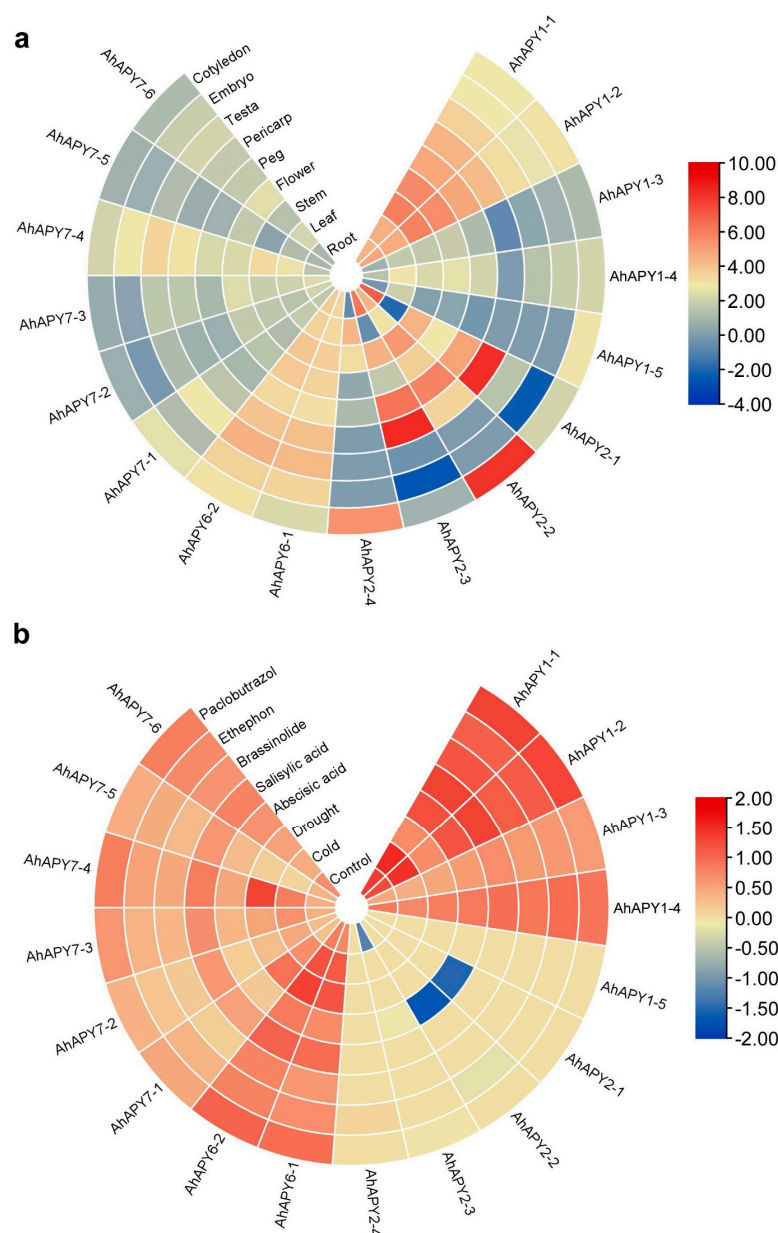 a
AhAPY7-6
AhAPY7-5
AhAPY7-4
AhAPY7-3
AhAPY7-2
AhAPY7-1
AhAPY6-2
AhAPY6-1
AhAPY2-4
AhAPY2-3
AhAPY2-2
AhAPY2-1
AhAPY1-5
AhAPY1-4
AhAPY1-3
AhAPY1-2
AhAPY1-1
Cotyledon
Embryo
Testa
Pericarp
Peg
Flower
Stem
Leaf
Root
10.00
8.00
6.00
4.00
2.00
0.00
-2.00
-4.00
b
AhAPY7-6
AhAPY7-5
AhAPY7-4
AhAPY7-3
AhAPY7-2
AhAPY7-1
AhAPY6-2
AhAPY6-1
AhAPY2-4
AhAPY2-3
AhAPY2-2
AhAPY2-1
AhAPY1-5
AhAPY1-4
AhAPY1-3
AhAPY1-2
AhAPY1-1
Paclobutrazol
Ethephon
Brassinolide
Salisylic acid
Abscisic acid
Drought
Cold
Control
2.00
1.50
1.00
0.50
0.00
-0.50
-1.00
-1.50
-2.00